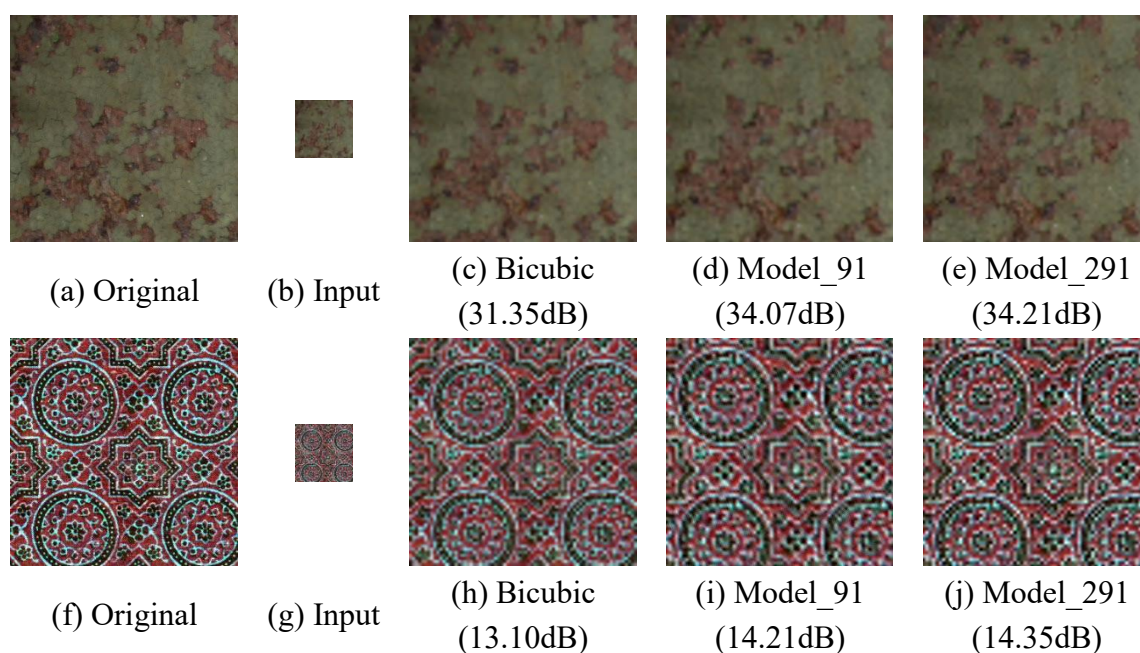 (a) Original
(b) Input
(c) Bicubic
(31.35dB)
(d) Model_91
(34.07dB)
(e) Model_291
(34.21dB)
(f) Original
(g) Input
(h) Bicubic
(13.10dB)
(i) Model_91
(14.21dB)
(j) Model_291
(14.35dB)